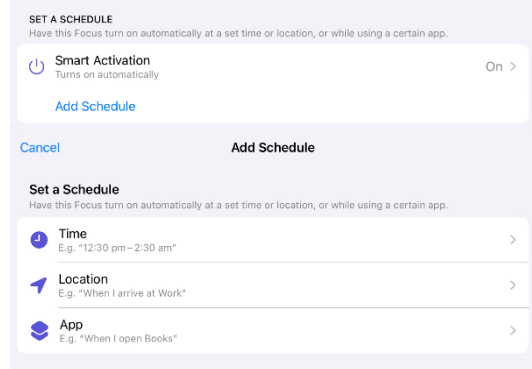 SET A SCHEDULE
Have this Focus turn on automatically at a set time or location, or while using a certain app.
Smart Activation
On
Turns on automatically
Add Schedule
Cancel
Add Schedule
Set a Schedule
Have this Focus turn on automatically at a set time or location, or while using a certain app.
Time
E.g. "12:30 pm–2:30 am"
Location
E.g. "When I arrive at Work"
App
E.g. "When I open Books"